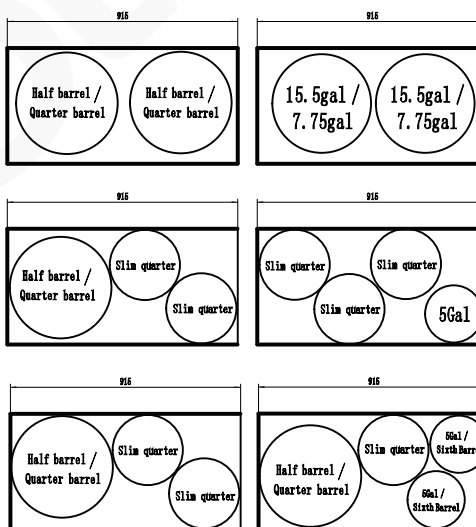 915
915
Half barrel /
Quarter barrel
Half barrel /
Quarter barrel
15.5gal /
7.75gal
15.5gal /
7.75gal
915
915
Half barrel /
Quarter barrel
Slim quarter
Slim quarter
Slim quarter
Slim quarter
Slim quarter
5Gal
915
915
Half barrel /
Quarter barrel
Slim quarter
Slim quarter
Half barrel /
Quarter barrel
Slim quarter
5Gal /
Sixth Barre
5Gal /
Sixth Barrel